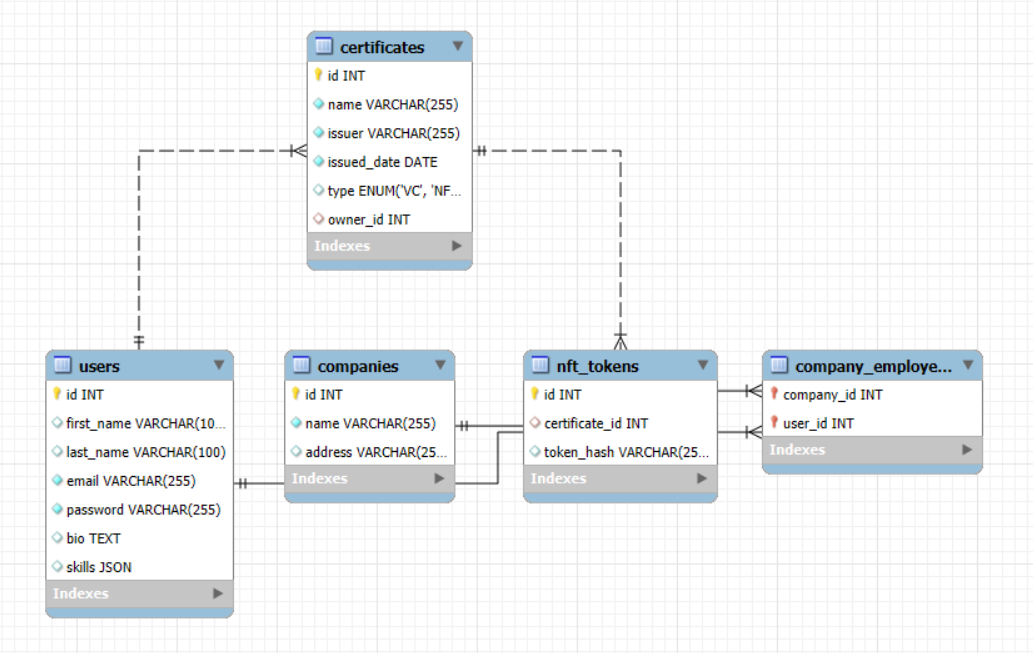 certificates
id INT
name VARCHAR(255)
issuer VARCHAR(255)
issued_date DATE
type ENUM('VC', 'NF...
owner_id INT
Indexes
users
id INT
first_name VARCHAR(10...
last_name VARCHAR(100)
email VARCHAR(255)
password VARCHAR(255)
bio TEXT
skills JSON
Indexes
companies
id INT
name VARCHAR(255)
address VARCHAR(25...
Indexes
nft_tokens
id INT
certificate_id INT
token_hash VARCHAR(25...
Indexes
company_employe...
company_id INT
user_id INT
Indexes